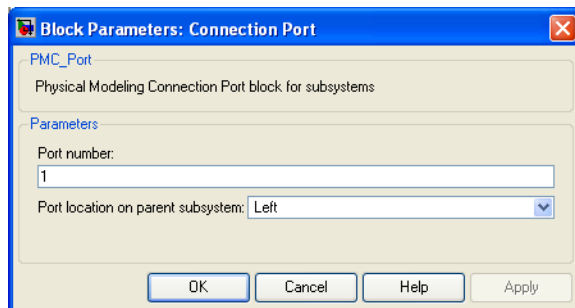 Block Parameters: Connection Port
PMC_Port
Physical Modeling Connection Port block for subsystems
Parameters
Port number:
1
Port location on parent subsystem: Left
OK Cancel Help Apply